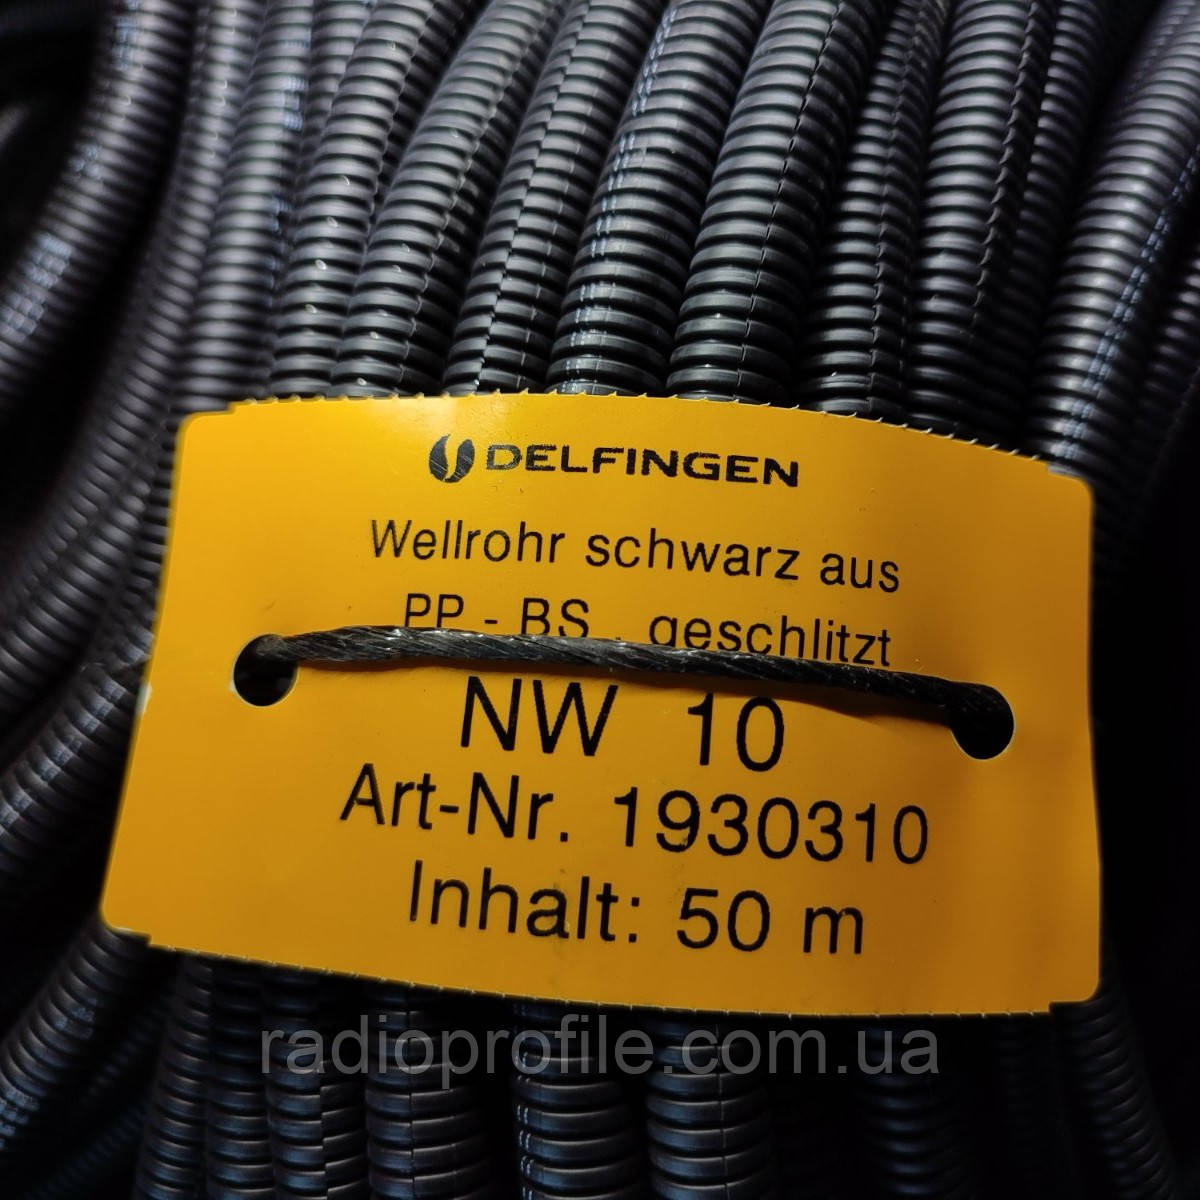 DELFINGEN
Wellrohr schwarz aus
PP - BS , geschlitzt
NW 10
Art-Nr. 1930310
Inhalt: 50 m
radioprofile.com.ua